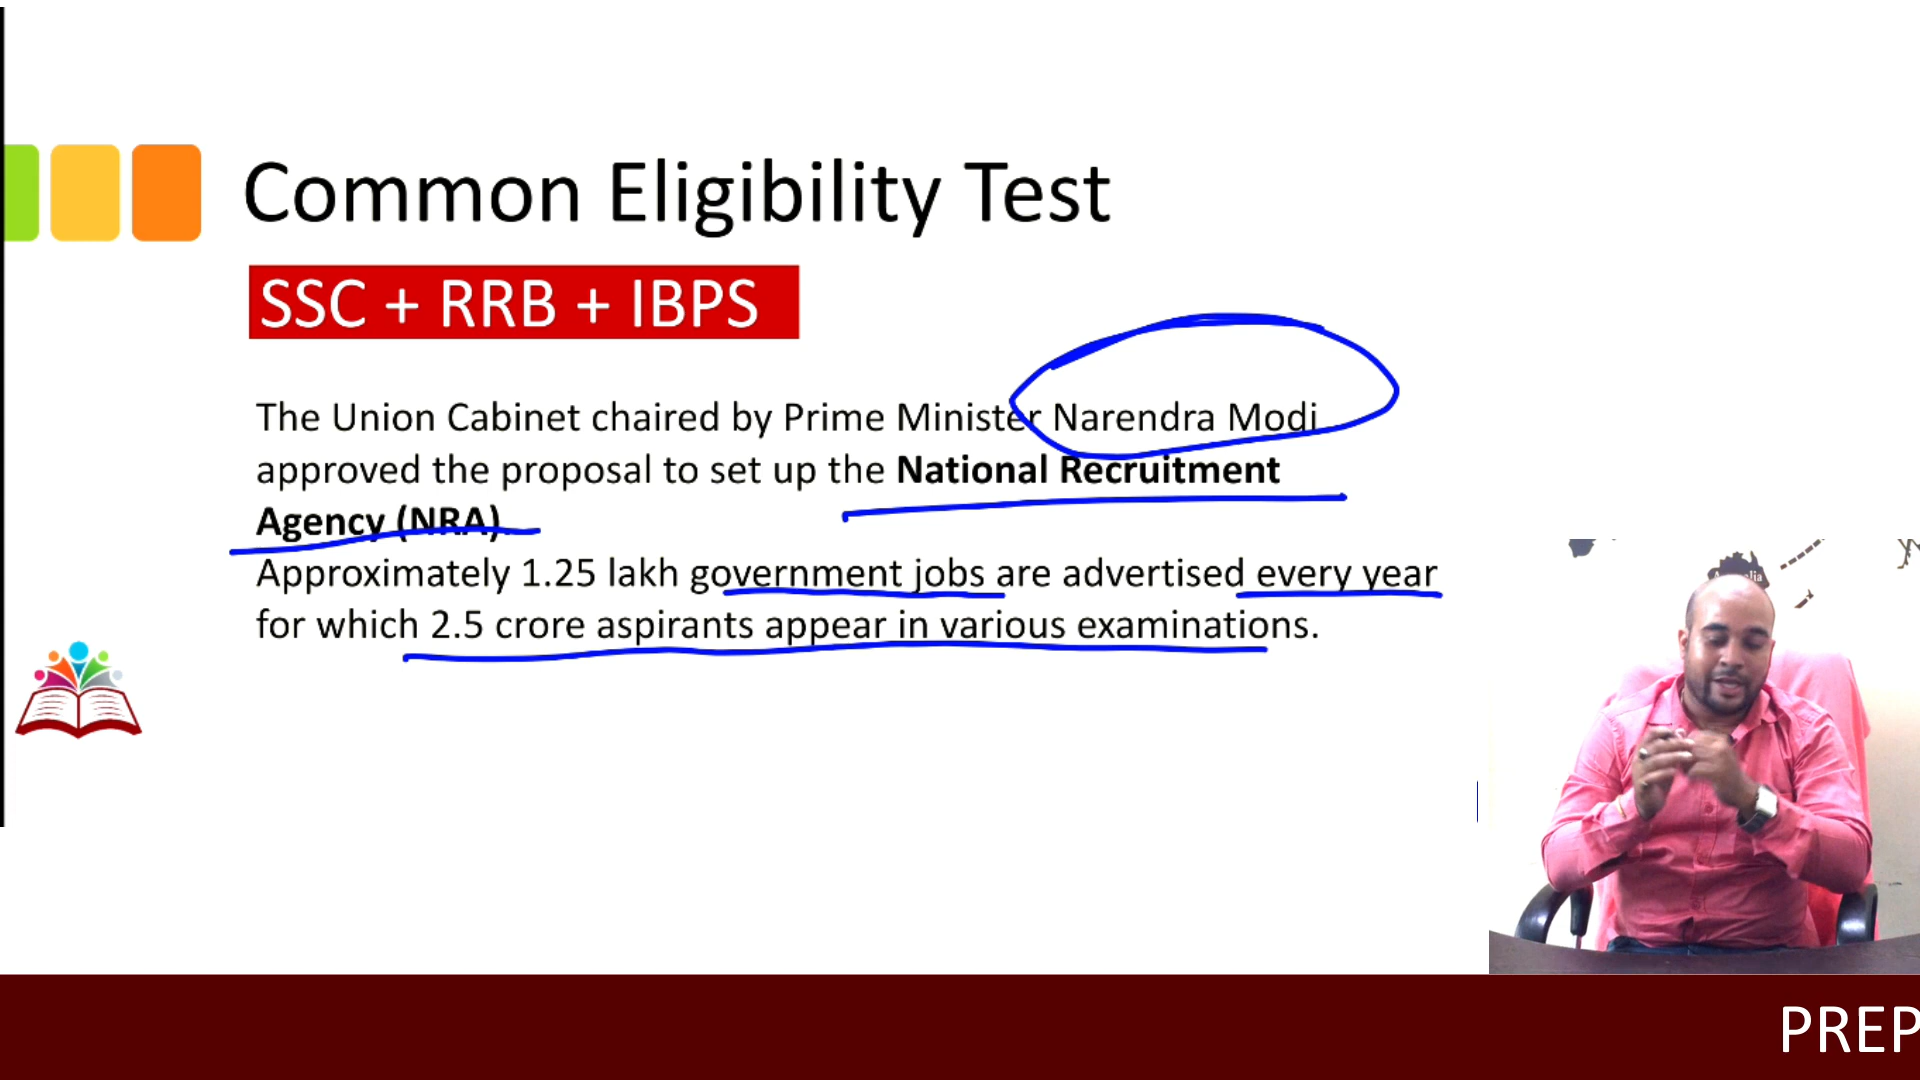 Common Eligibility Test
SSC + RRB + IBPS
The Union Cabinet chaired by Prime Minister Narendra Modi
approved the proposal to set up the National Recruitment
Agency (NRA).
Approximately 1.25 lakh government jobs are advertised every year
for which 2.5 crore aspirants appear in various examinations.
PREP